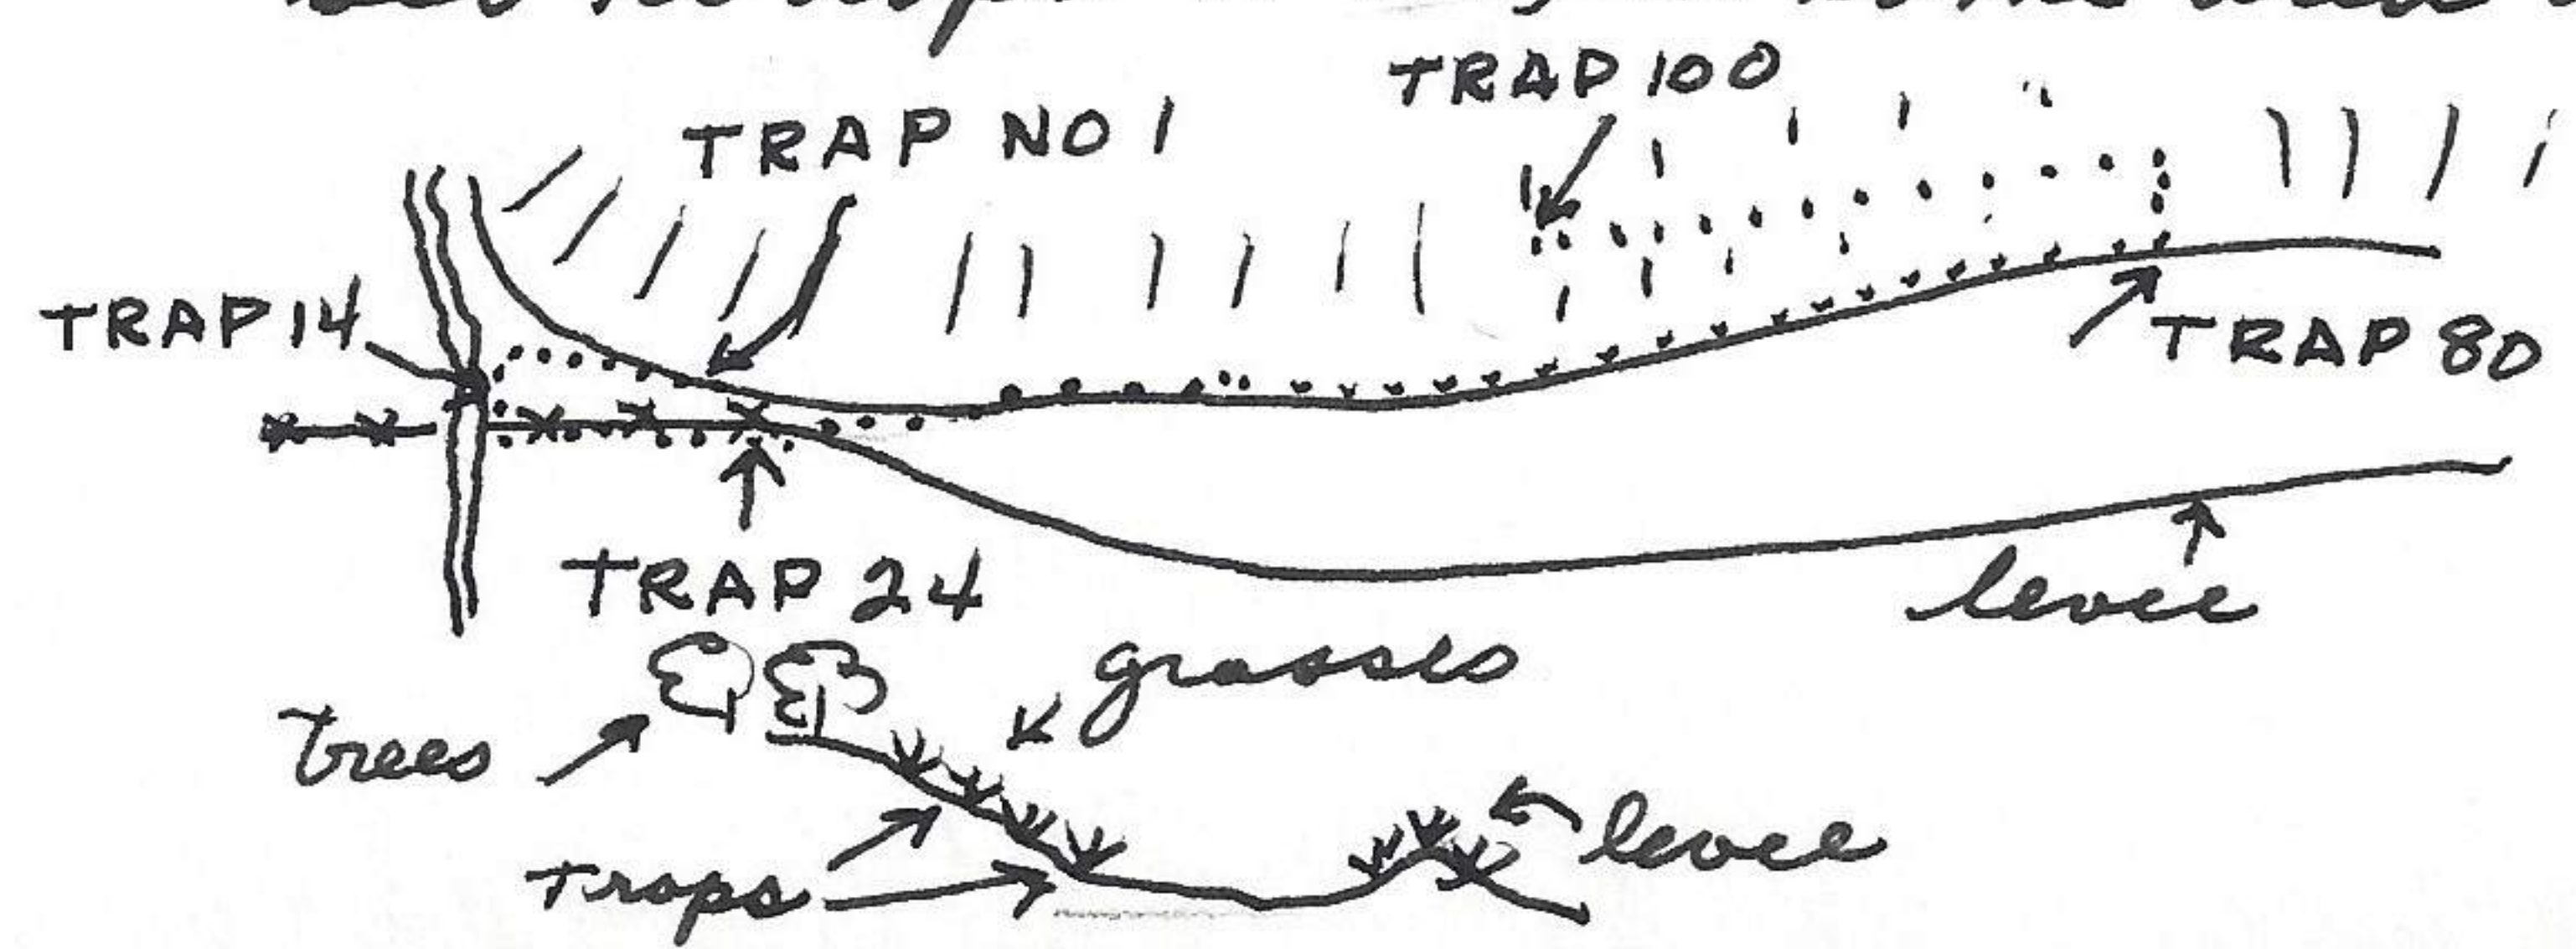 TRAP 100
TRAP NO 1
TRAP 14
TRAP 80
TRAP 24
levee
grasses
trees
levee
Traps